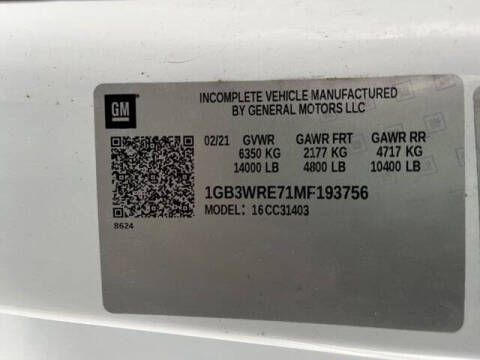 GM
INCOMPLETE VEHICLE MANUFACTURED
BY GENERAL MOTORS LLC
02/21 GVWR GAWR FRT GAWR RR
6350 KG 2177 KG 4717 KG
14000 LB 4800 LB 10400 LB
1GB3WRE71MF193756
MODEL: 16CC31403
8624